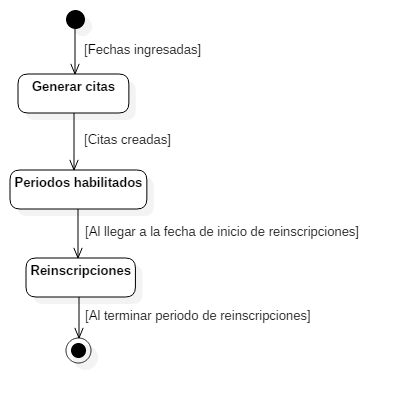 [Fechas ingresadas]
Generar citas
[Citas creadas]
Periodos habilitados
[Al llegar a la fecha de inicio de reinscripciones]
Reinscripciones
[Al terminar periodo de reinscripciones]